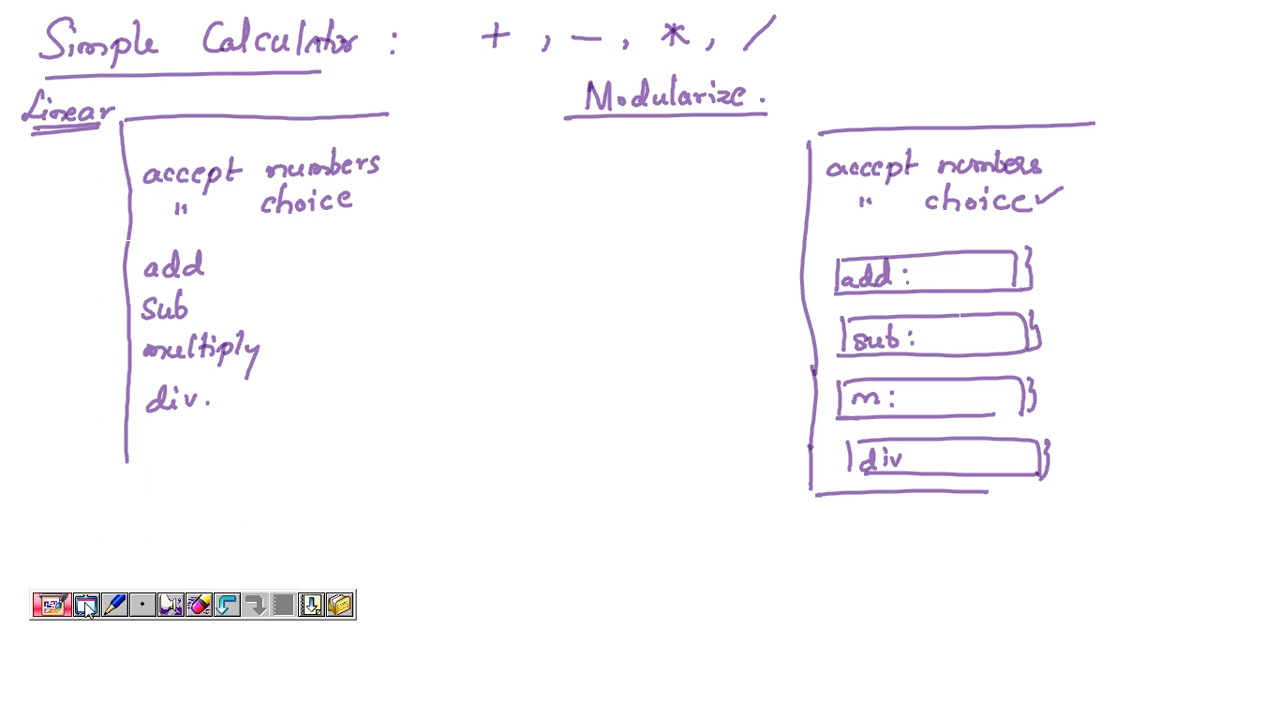 Simple Calculator : + , - , * , /
Modularize .
Linear
accept numbers
" choice
add
sub
multiply
div.
accept numbers
" choice ✓
add :
sub :
m :
div